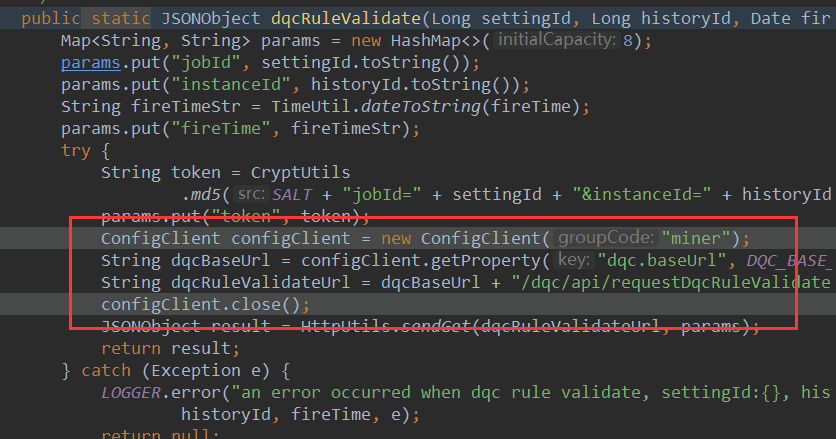 public static JSONObject dqcRuleValidate(Long settingId, Long historyId, Date fir
Map<String, String> params = new HashMap<>( initialCapacity: 8);
params.put("jobId", settingId.toString());
params.put("instanceId", historyId.toString());
String fireTimeStr = TimeUtil.dateToString(fireTime);
params.put("fireTime", fireTimeStr);
try {
String token = CryptUtils
.md5( src: SALT + "jobId=" + settingId + "&instanceId=" + historyId
params.put("token", token);
ConfigClient configClient = new ConfigClient( groupCode: "miner");
String dqcBaseUrl = configClient.getProperty( key: "dqc.baseUrl", DQC_BASE_
String dqcRuleValidateUrl = dqcBaseUrl + "/dqc/api/requestDqcRuleValidate
configClient.close();
JSONObject result = HttpUtils.sendGet(dqcRuleValidateUrl, params);
return result;
} catch (Exception e) {
LOGGER.error("an error occurred when dqc rule validate, settingId:{}, his
historyId, fireTime, e);
return null;